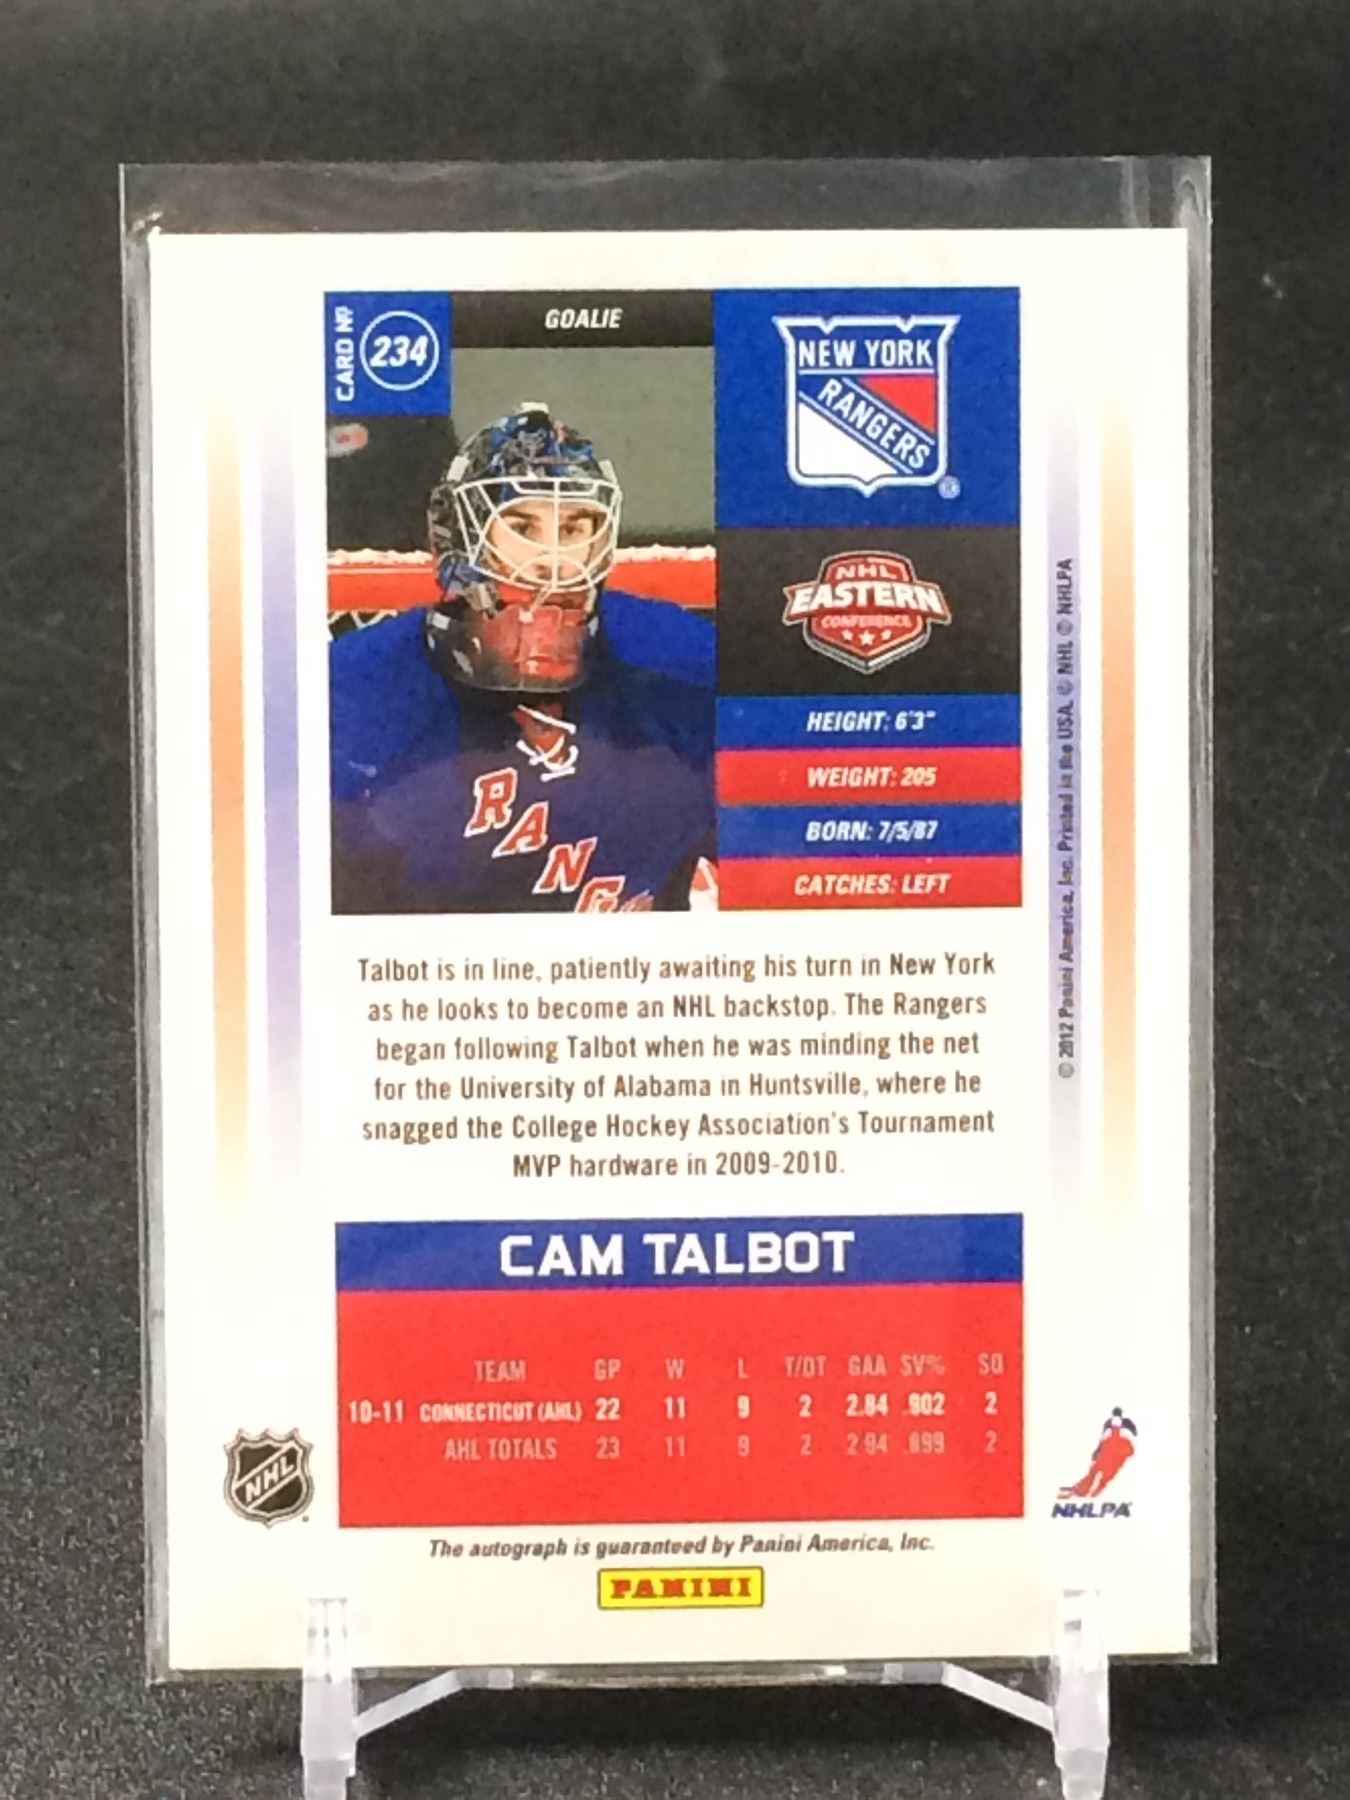 CARD Nº
234
GOALIE
NEW YORK
RANGERS
®
NHL
EASTERN
CONFERENCE
HEIGHT: 6'3"
WEIGHT: 205
BORN: 7/5/87
CATCHES: LEFT
RANG
© 2012 Panini America, Inc. Printed in the USA. © NHL © NHLPA
Talbot is in line, patiently awaiting his turn in New York
as he looks to become an NHL backstop. The Rangers
began following Talbot when he was minding the net
for the University of Alabama in Huntsville, where he
snagged the College Hockey Association's Tournament
MVP hardware in 2009-2010.
CAM TALBOT
TEAM GP W L T/OT GAA SV% SO
10-11 CONNECTICUT (AHL) 22 11 9 2 2.84 .902 2
AHL TOTALS 23 11 9 2 2.94 .899 2
NHL
NHLPA
The autograph is guaranteed by Panini America, Inc.
PANINI